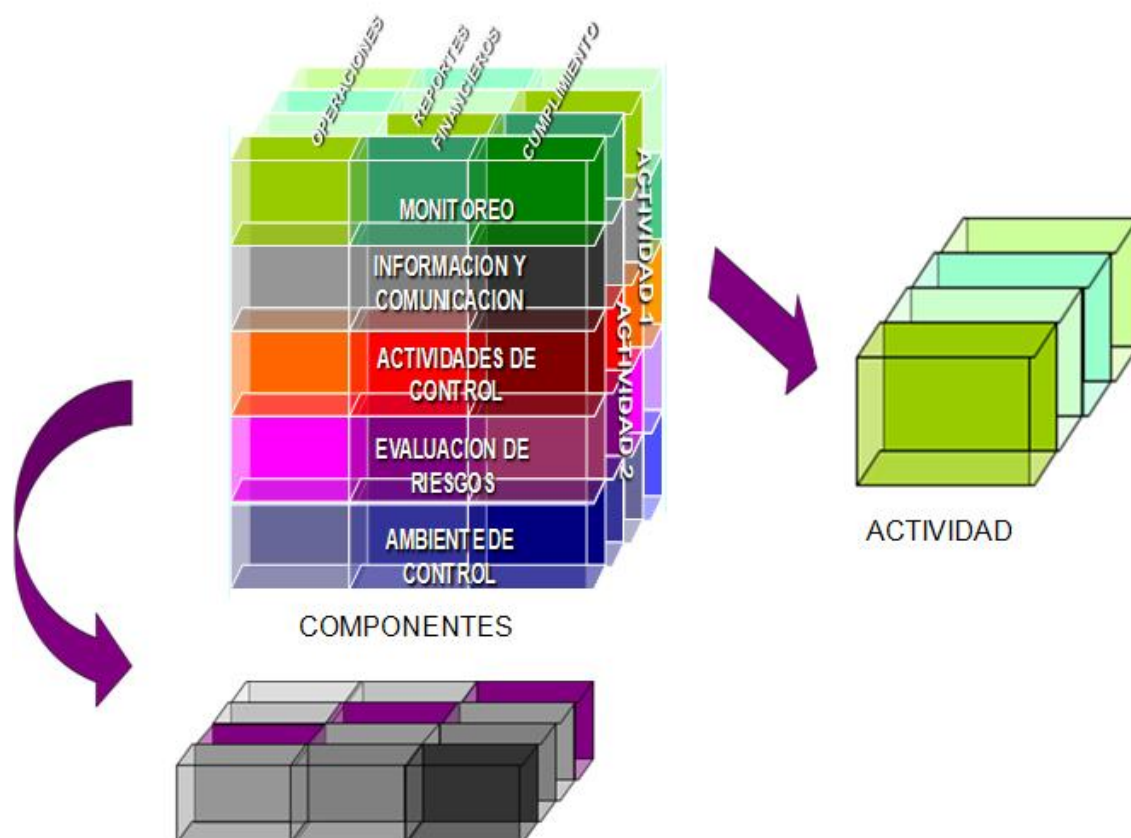 OPERACIONES
REPORTES
FINANCIEROS
CUMPLIMIENTO
MONITOREO
INFORMACION Y
COMUNICACION
ACTIVIDADES DE
CONTROL
EVALUACION DE
RIESGOS
AMBIENTE DE
CONTROL
ACTIVIDAD 1
ACTIVIDAD 2
ACTIVIDAD
COMPONENTES